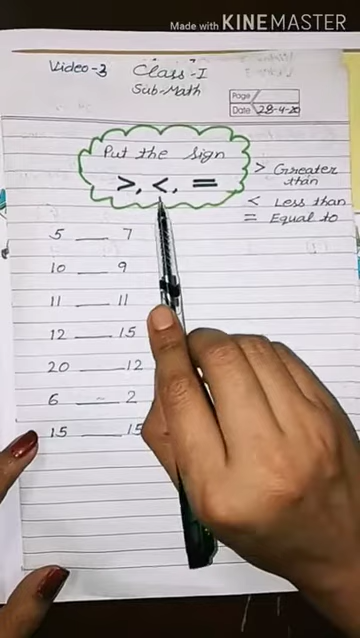 Made with KINEMASTER
Video-3 Class-I
Sub-Math
Page
Date 28-4-20
Put the Sign
>, <, =
> Greater than
< Less than
= Equal to
5 ___ 7
10 ___ 9
11 ___ 11
12 ___ 15
20 ___ 12
6 ___ 2
15 ___ 15